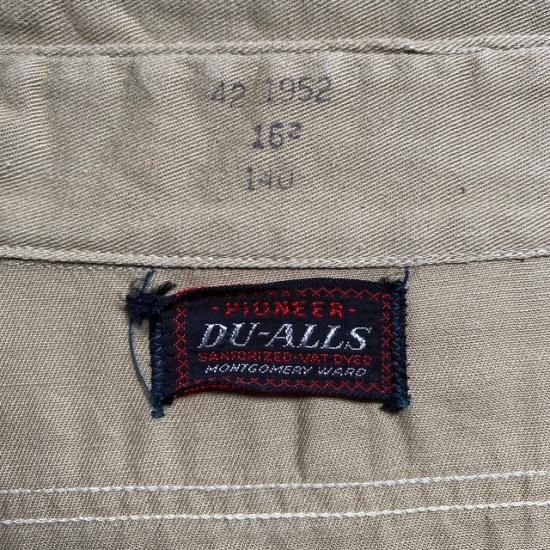 42 1952
16²
140
- PIONEER -
DU-ALLS
SANFORIZED·VAT DYED
MONTGOMERY WARD